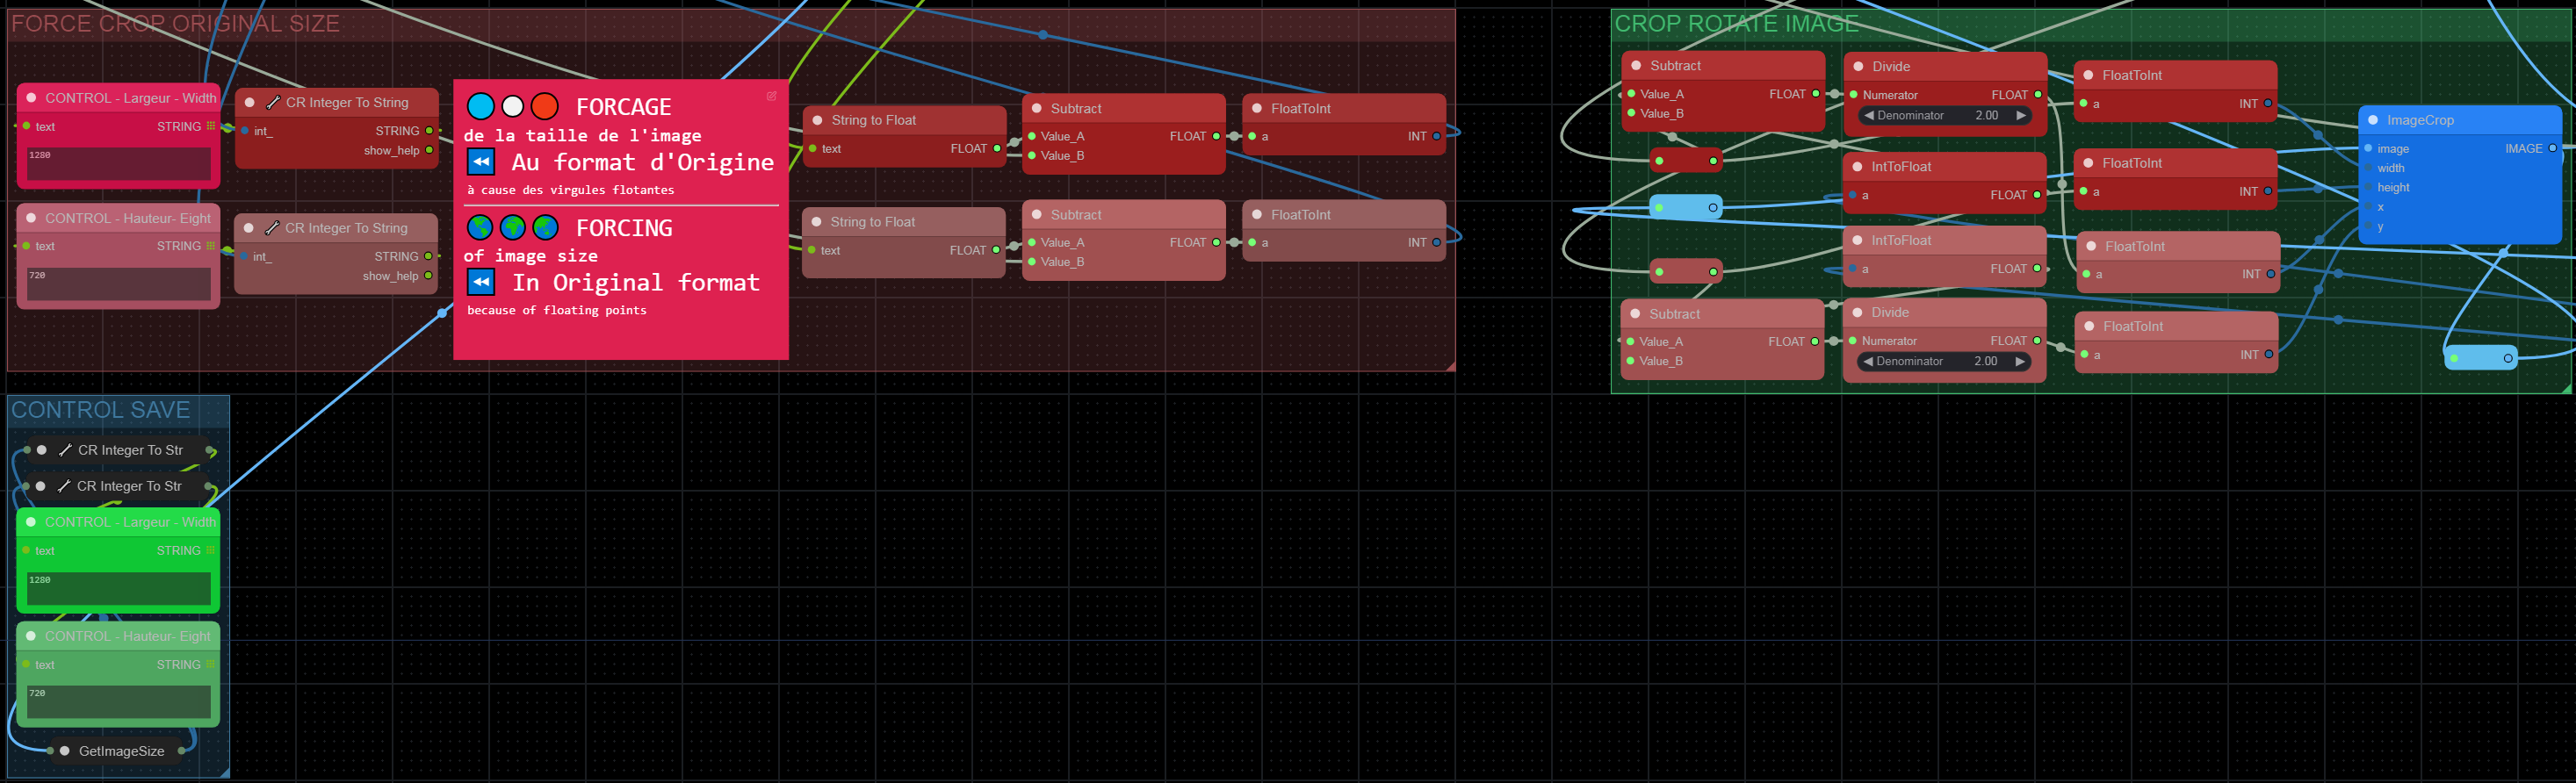 FORCE CROP ORIGINAL SIZE
CONTROL - Largeur - Width
text STRING
1280
CR Integer To String
int_ STRING
show_help
CONTROL - Hauteur- Eight
text STRING
720
CR Integer To String
int_ STRING
show_help
FORCAGE
de la taille de l'image
Au format d'Origine
à cause des virgules flotantes
FORCING
of image size
In Original format
because of floating points
String to Float
text FLOAT
Subtract
Value_A FLOAT
Value_B
FloatToInt
a INT
String to Float
text FLOAT
Subtract
Value_A FLOAT
Value_B
FloatToInt
a INT
CROP ROTATE IMAGE
Subtract
Value_A FLOAT
Value_B
Divide
Numerator FLOAT
Denominator 2.00
FloatToInt
a INT
IntToFloat
a FLOAT
FloatToInt
a INT
IntToFloat
a FLOAT
FloatToInt
a INT
Subtract
Value_A FLOAT
Value_B
Divide
Numerator FLOAT
Denominator 2.00
FloatToInt
a INT
ImageCrop
image IMAGE
width
height
x
y
CONTROL SAVE
CR Integer To Str
CR Integer To Str
CONTROL - Largeur - Width
text STRING
1280
CONTROL - Hauteur- Eight
text STRING
720
GetImageSize